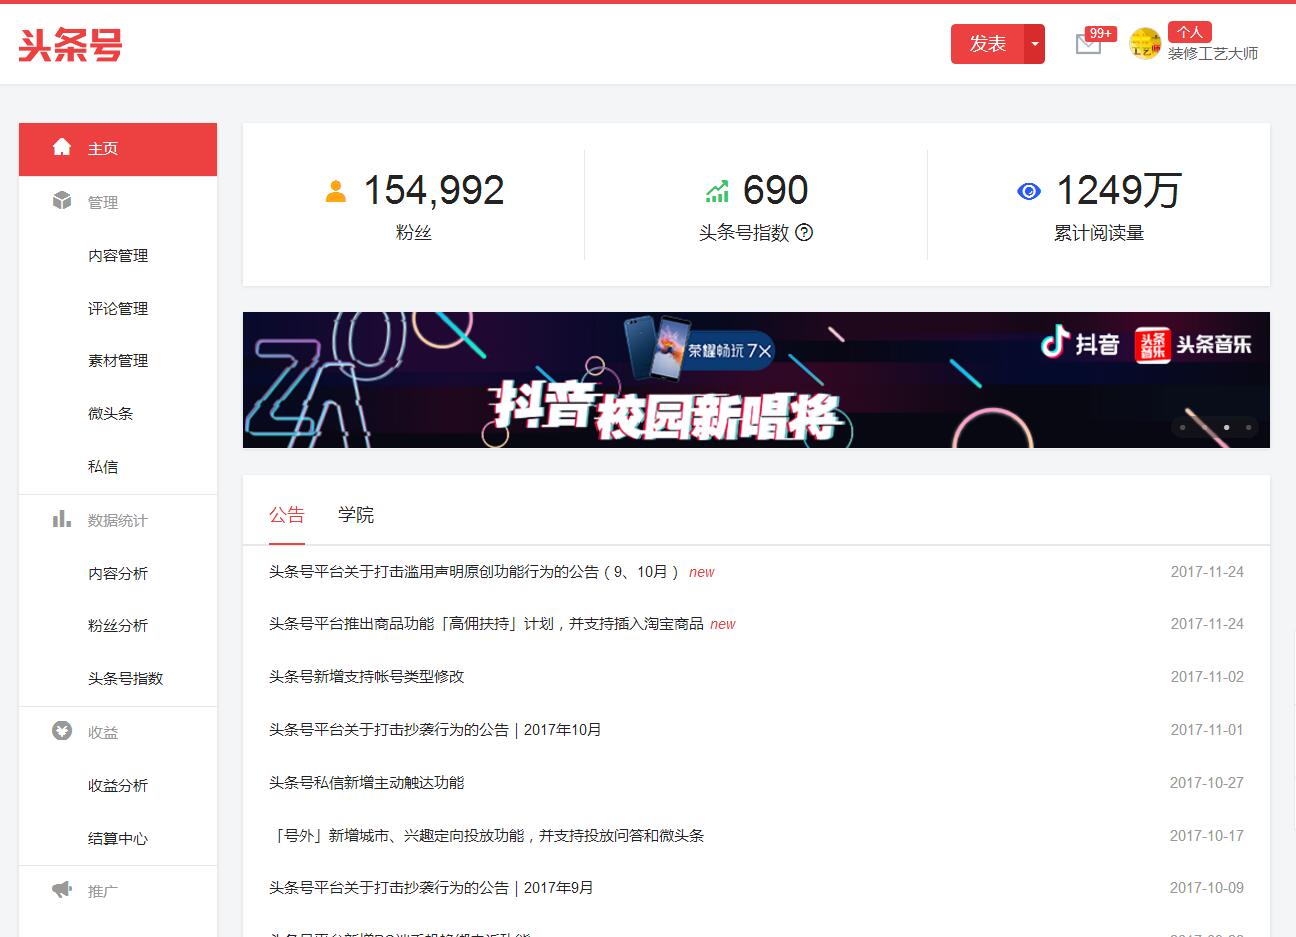 头条号
发表
99+
个人
装修工艺大师
主页
管理
内容管理
评论管理
素材管理
微头条
私信
数据统计
内容分析
粉丝分析
头条号指数
收益
收益分析
结算中心
推广
154,992
粉丝
690
头条号指数 ?
1249万
累计阅读量
荣耀畅玩7X
抖音 头条音乐 头条音乐
抖音校园新唱将
公告 学院
头条号平台关于打击滥用声明原创功能行为的公告（9、10月） new 2017-11-24
头条号平台推出商品功能「高佣扶持」计划，并支持插入淘宝商品 new 2017-11-24
头条号新增支持帐号类型修改 2017-11-02
头条号平台关于打击抄袭行为的公告 | 2017年10月 2017-11-01
头条号私信新增主动触达功能 2017-10-27
「号外」新增城市、兴趣定向投放功能，并支持投放问答和微头条 2017-10-17
头条号平台关于打击抄袭行为的公告 | 2017年9月 2017-10-09